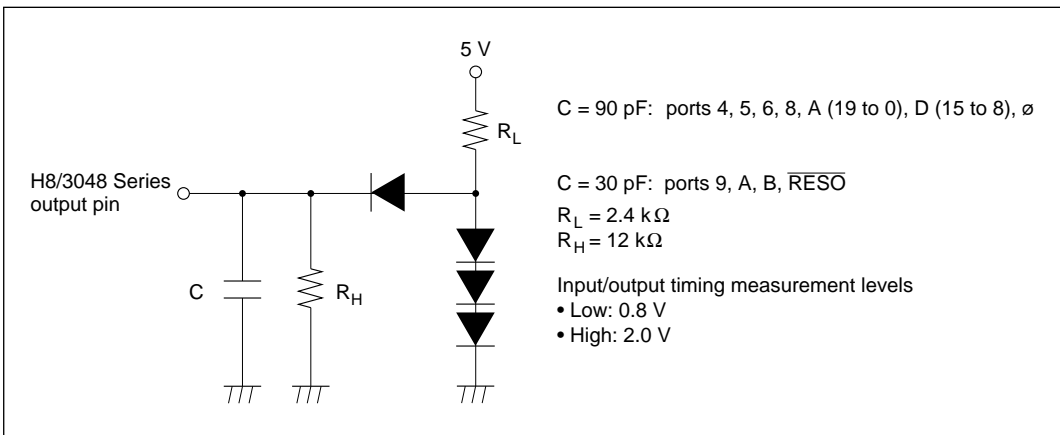 5 V
R_L
H8/3048 Series
output pin
C
R_H
C = 90 pF: ports 4, 5, 6, 8, A (19 to 0), D (15 to 8), ø
C = 30 pF: ports 9, A, B, R̅E̅S̅O̅
R_L = 2.4 kΩ
R_H = 12 kΩ
Input/output timing measurement levels
• Low: 0.8 V
• High: 2.0 V